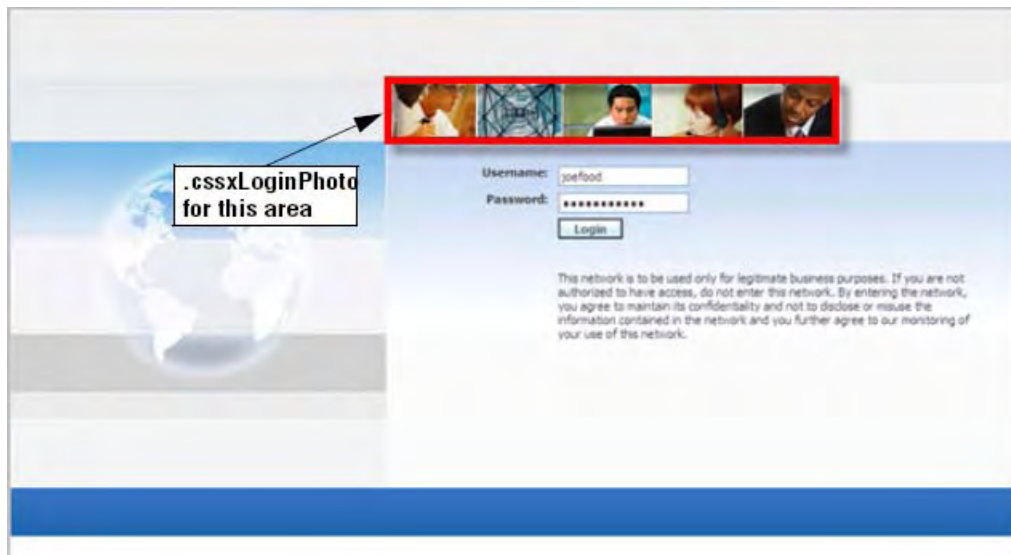 .cssxLoginPhoto
for this area
Username:
joefood
Password:
•••••••••••
Login
This network is to be used only for legitimate business purposes. If you are not
authorized to have access, do not enter this network. By entering the network,
you agree to maintain its confidentiality and not to disclose or misuse the
information contained in the network and you further agree to our monitoring of
your use of this network.